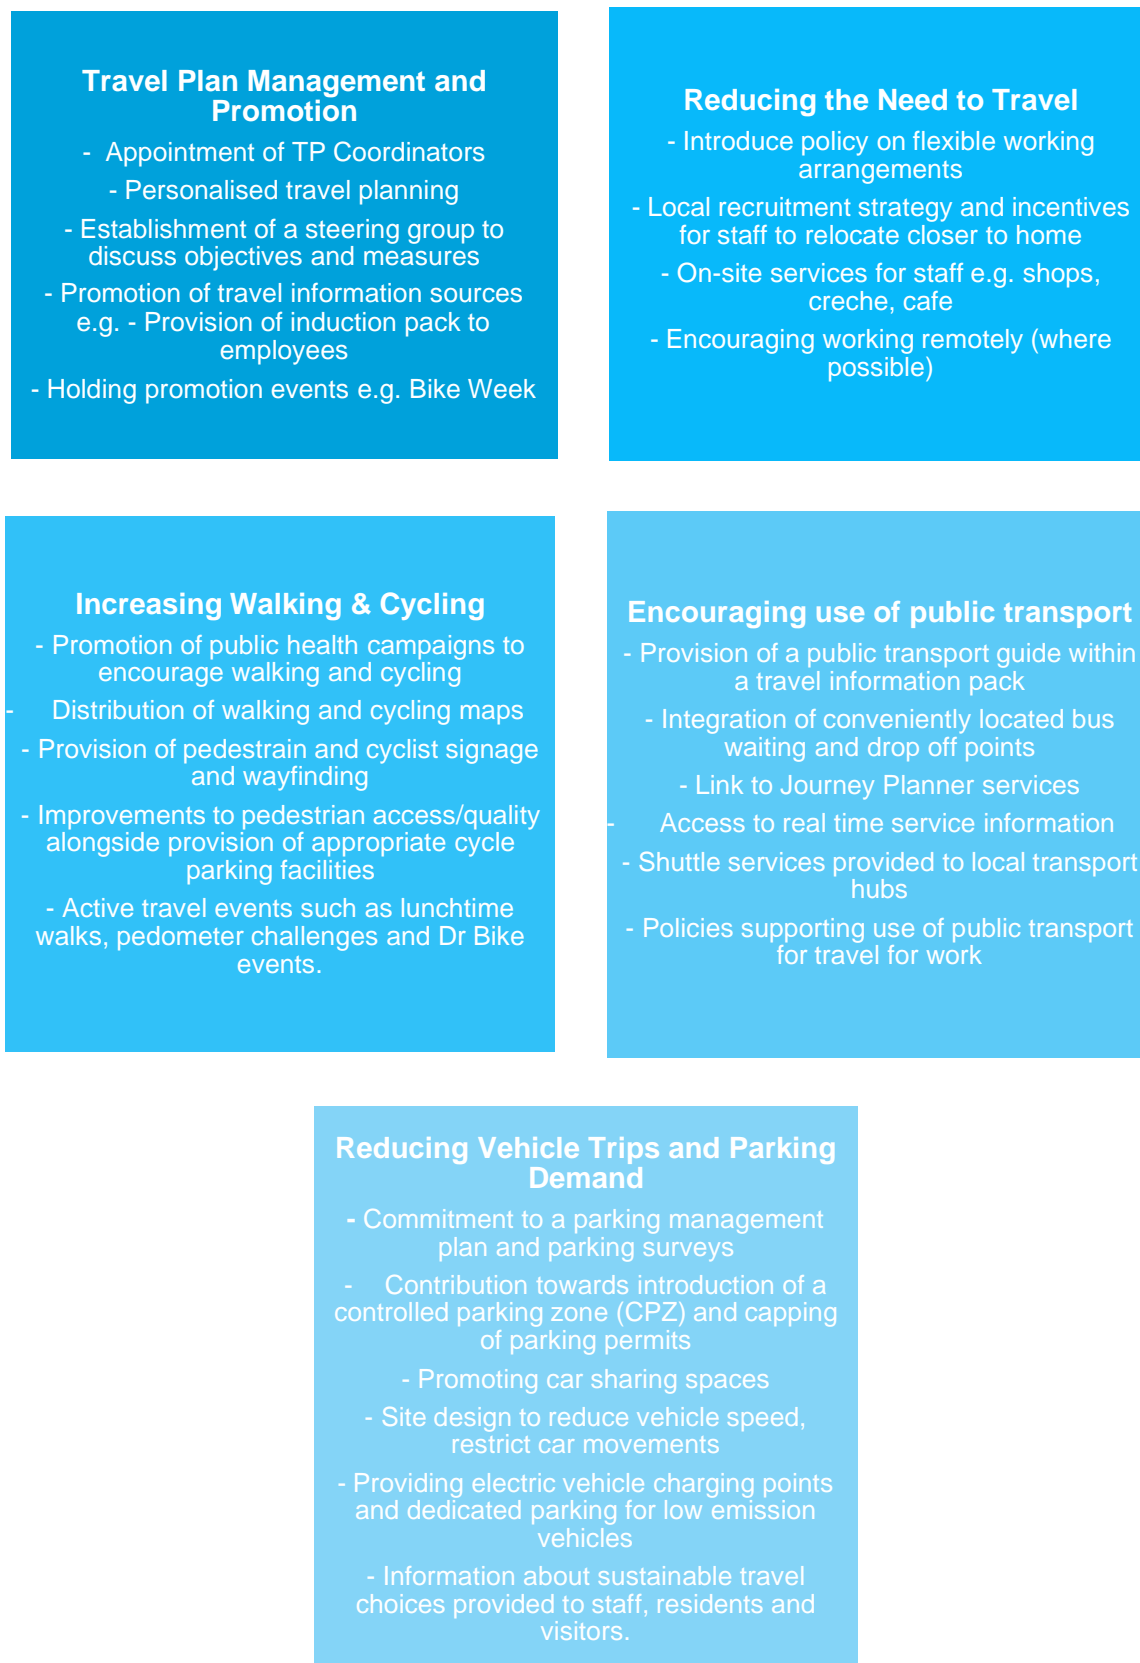 Travel Plan Management and
Promotion
- Appointment of TP Coordinators
- Personalised travel planning
- Establishment of a steering group to
discuss objectives and measures
- Promotion of travel information sources
e.g. - Provision of induction pack to
employees
- Holding promotion events e.g. Bike Week
Reducing the Need to Travel
- Introduce policy on flexible working
arrangements
- Local recruitment strategy and incentives
for staff to relocate closer to home
- On-site services for staff e.g. shops,
creche, cafe
- Encouraging working remotely (where
possible)
Increasing Walking & Cycling
- Promotion of public health campaigns to
encourage walking and cycling
- Distribution of walking and cycling maps
- Provision of pedestrain and cyclist signage
and wayfinding
- Improvements to pedestrian access/quality
alongside provision of appropriate cycle
parking facilities
- Active travel events such as lunchtime
walks, pedometer challenges and Dr Bike
events.
Encouraging use of public transport
- Provision of a public transport guide within
a travel information pack
- Integration of conveniently located bus
waiting and drop off points
- Link to Journey Planner services
- Access to real time service information
- Shuttle services provided to local transport
hubs
- Policies supporting use of public transport
for travel for work
Reducing Vehicle Trips and Parking
Demand
- Commitment to a parking management
plan and parking surveys
- Contribution towards introduction of a
controlled parking zone (CPZ) and capping
of parking permits
- Promoting car sharing spaces
- Site design to reduce vehicle speed,
restrict car movements
- Providing electric vehicle charging points
and dedicated parking for low emission
vehicles
- Information about sustainable travel
choices provided to staff, residents and
visitors.